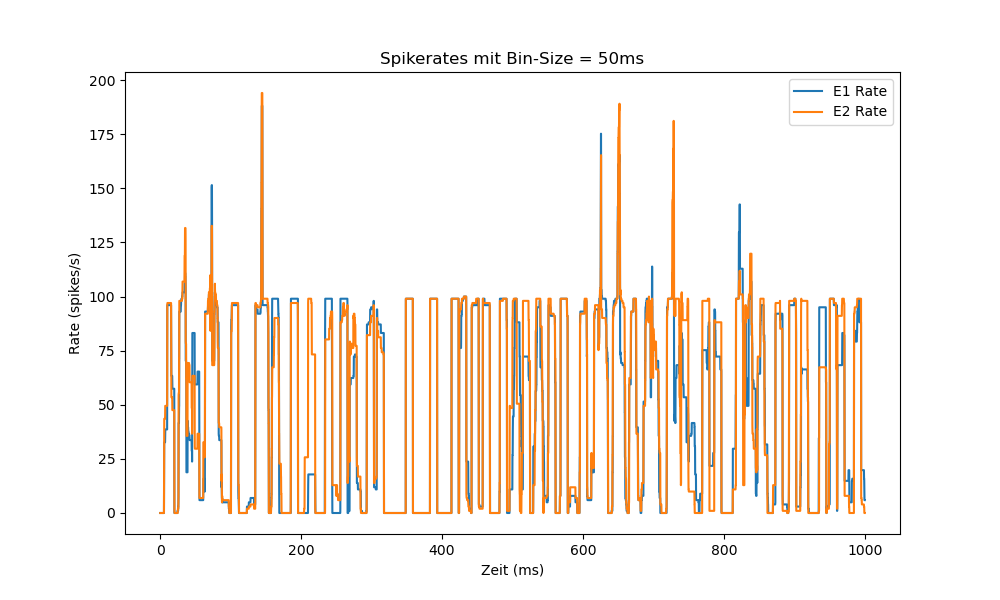 Spikerates mit Bin-Size = 50ms
E1 Rate
E2 Rate
Rate (spikes/s)
200
175
150
125
100
75
50
25
0
0 200 400 600 800 1000
Zeit (ms)